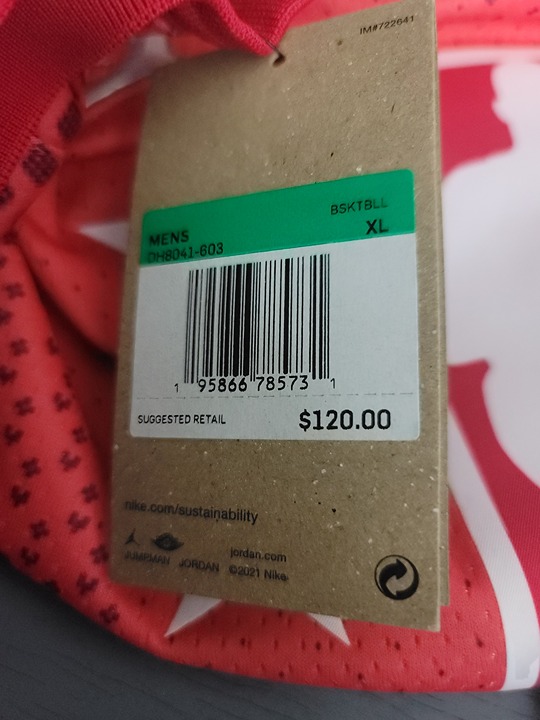 IM#722641
MENS
BSKTBLL
DH8041-603
XL
1 95866 78573 1
SUGGESTED RETAIL
$120.00
nike.com/sustainability
jordan.com
JUMPMAN JORDAN ©2021 Nike